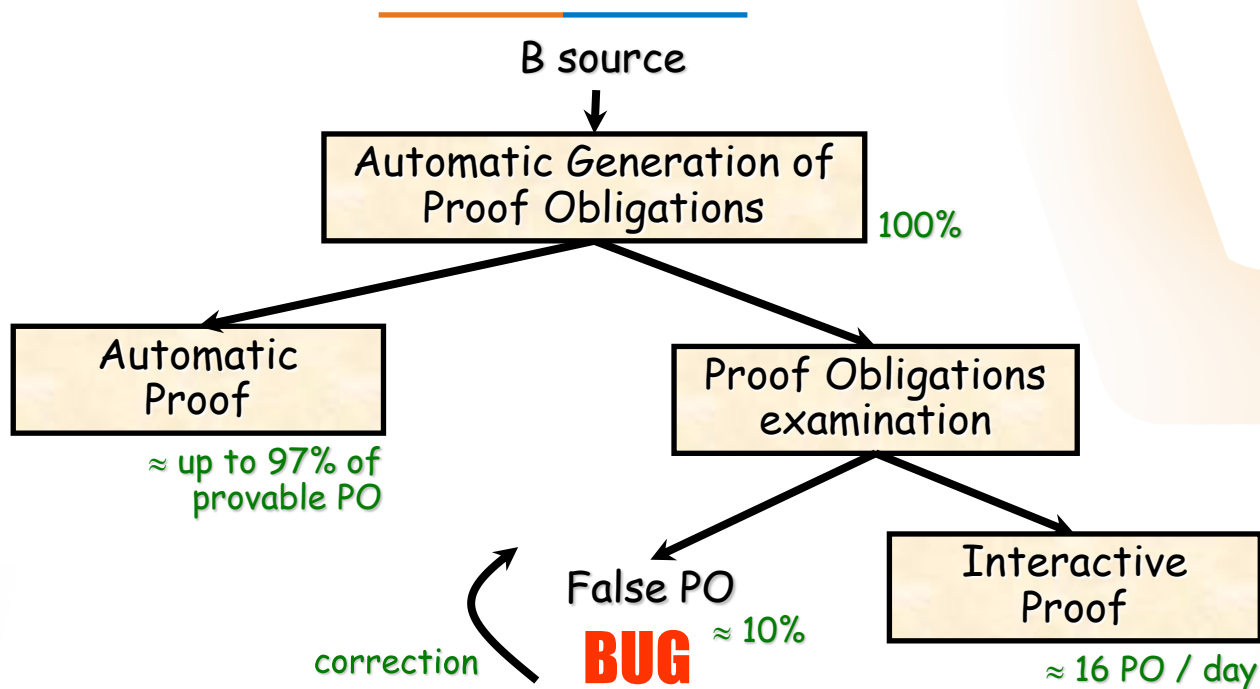 B source
Automatic Generation of
Proof Obligations
100%
Automatic
Proof
≈ up to 97% of
provable PO
Proof Obligations
examination
False PO
≈ 10%
BUG
correction
Interactive
Proof
≈ 16 PO / day